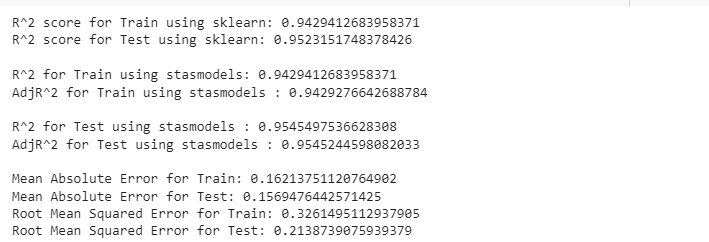 R^2 score for Train using sklearn: 0.9429412683958371
R^2 score for Test using sklearn: 0.9523151748378426
R^2 for Train using stasmodels: 0.9429412683958371
AdjR^2 for Train using stasmodels : 0.9429276642688784
R^2 for Test using stasmodels : 0.9545497536628308
AdjR^2 for Test using stasmodels : 0.9545244598082033
Mean Absolute Error for Train: 0.16213751120764902
Mean Absolute Error for Test: 0.1569476442571425
Root Mean Squared Error for Train: 0.3261495112937905
Root Mean Squared Error for Test: 0.2138739075939379